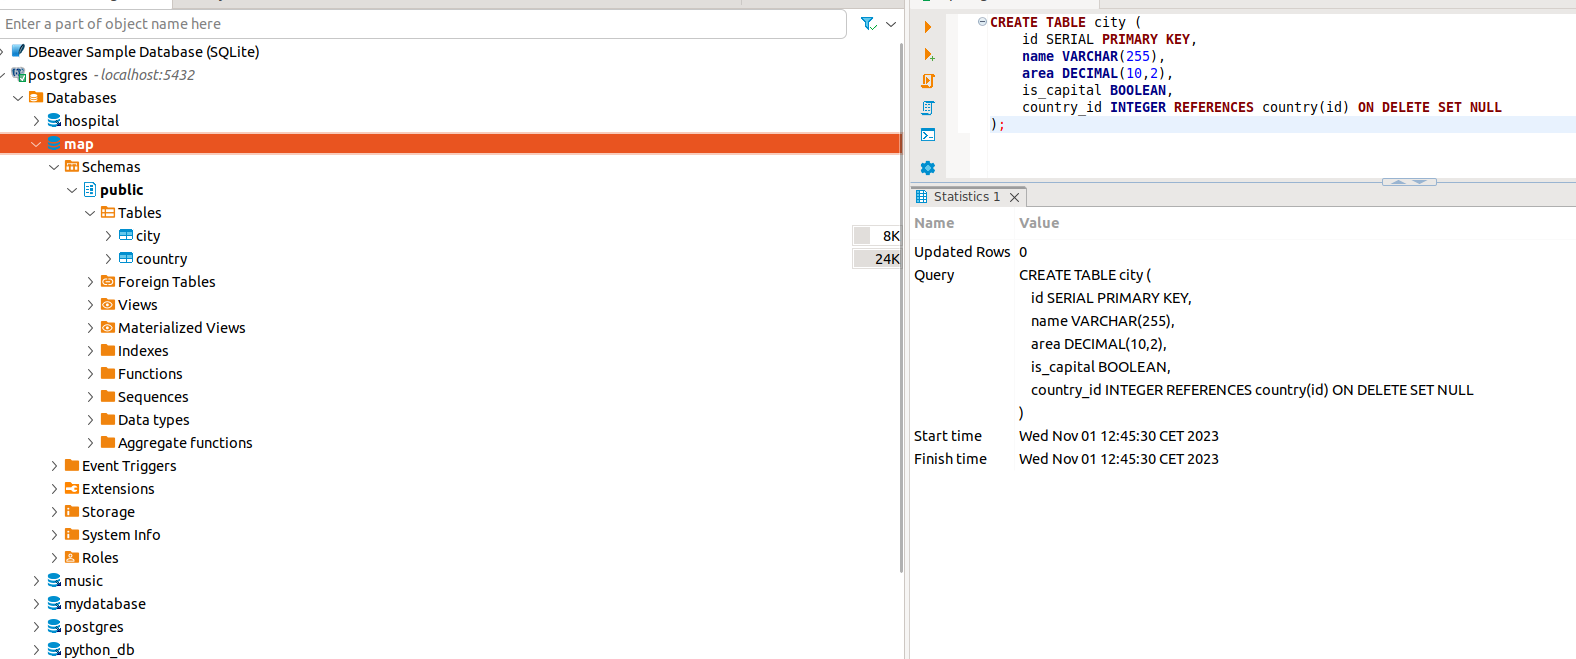 Enter a part of object name here
DBeaver Sample Database (SQLite)
postgres - localhost:5432
Databases
hospital
map
Schemas
public
Tables
city 8K
country 24K
Foreign Tables
Views
Materialized Views
Indexes
Functions
Sequences
Data types
Aggregate functions
Event Triggers
Extensions
Storage
System Info
Roles
music
mydatabase
postgres
python_db
CREATE TABLE city (
id SERIAL PRIMARY KEY,
name VARCHAR(255),
area DECIMAL(10,2),
is_capital BOOLEAN,
country_id INTEGER REFERENCES country(id) ON DELETE SET NULL
);
Statistics 1
Name Value
Updated Rows 0
Query CREATE TABLE city (
id SERIAL PRIMARY KEY,
name VARCHAR(255),
area DECIMAL(10,2),
is_capital BOOLEAN,
country_id INTEGER REFERENCES country(id) ON DELETE SET NULL
)
Start time Wed Nov 01 12:45:30 CET 2023
Finish time Wed Nov 01 12:45:30 CET 2023